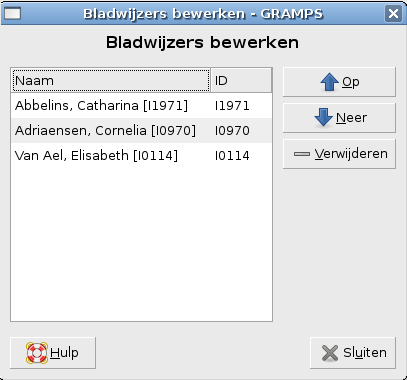 Bladwijzers bewerken - GRAMPS
Bladwijzers bewerken
Naam ID
Abbelins, Catharina [I1971] I1971
Adriaensen, Cornelia [I0970] I0970
Van Ael, Elisabeth [I0114] I0114
Op
Neer
Verwijderen
Hulp
Sluiten